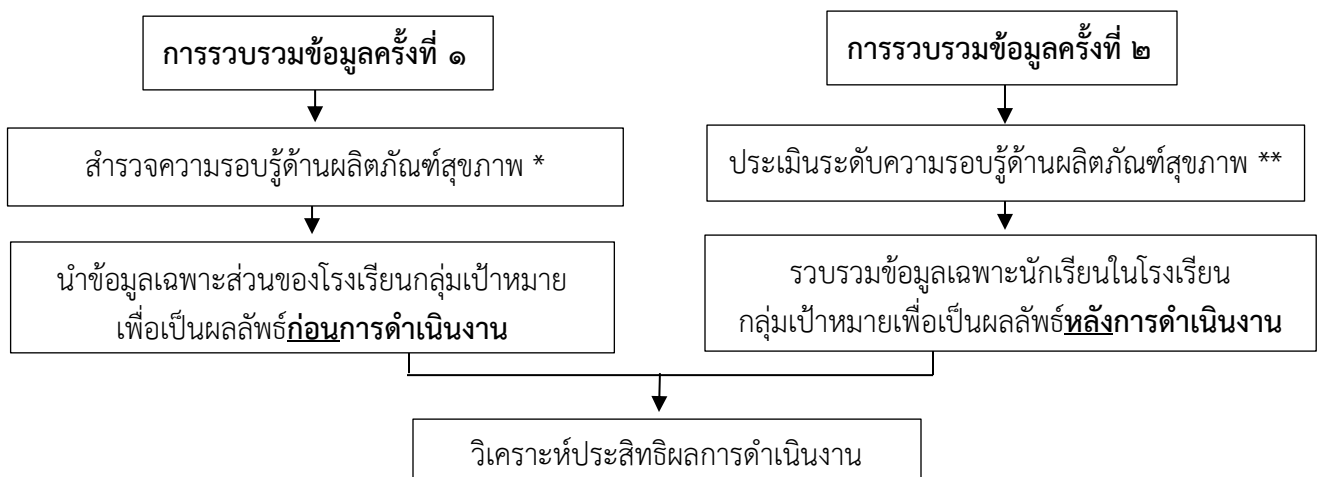 การรวบรวมข้อมูลครั้งที่ ๑
สำรวจความรอบรู้ด้านผลิตภัณฑ์สุขภาพ *
นำข้อมูลเฉพาะส่วนของโรงเรียนกลุ่มเป้าหมาย
เพื่อเป็นผลลัพธ์ก่อนการดำเนินงาน
การรวบรวมข้อมูลครั้งที่ ๒
ประเมินระดับความรอบรู้ด้านผลิตภัณฑ์สุขภาพ **
รวบรวมข้อมูลเฉพาะนักเรียนในโรงเรียน
กลุ่มเป้าหมายเพื่อเป็นผลลัพธ์หลังการดำเนินงาน
วิเคราะห์ประสิทธิผลการดำเนินงาน